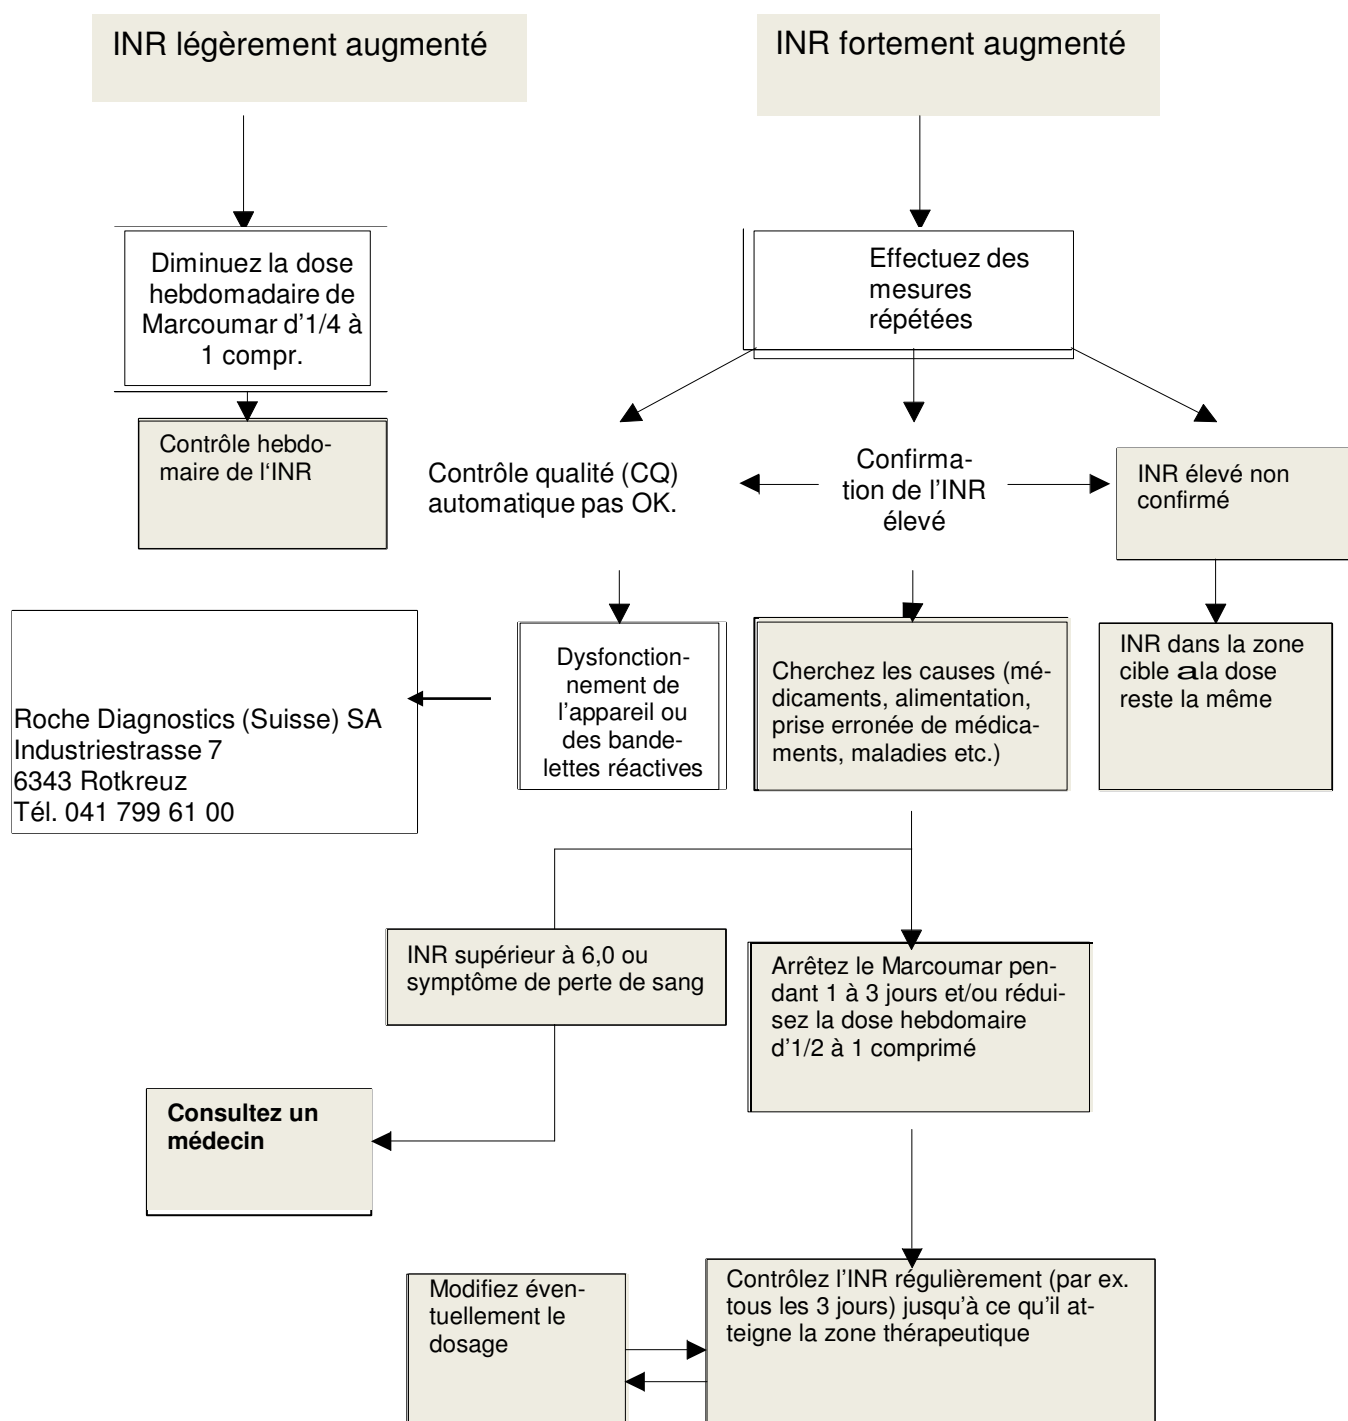 INR légèrement augmenté
INR fortement augmenté
Diminuez la dose
hebdomadaire de
Marcoumar d'1/4 à
1 compr.
Effectuez des
mesures
répétées
Contrôle hebdo-
maire de l'INR
Contrôle qualité (CQ)
automatique pas OK.
Confirma-
tion de l'INR
élevé
INR élevé non
confirmé
Roche Diagnostics (Suisse) SA
Industriestrasse 7
6343 Rotkreuz
Tél. 041 799 61 00
Dysfonction-
nement de
l'appareil ou
des bande-
lettes réactives
Cherchez les causes (mé-
dicaments, alimentation,
prise erronée de médica-
ments, maladies etc.)
INR dans la zone
cible a la dose
reste la même
INR supérieur à 6,0 ou
symptôme de perte de sang
Arrêtez le Marcoumar pen-
dant 1 à 3 jours et/ou rédui-
sez la dose hebdomaire
d'1/2 à 1 comprimé
Consultez un
médecin
Modifiez éven-
tuellement le
dosage
Contrôlez l'INR régulièrement (par ex.
tous les 3 jours) jusqu'à ce qu'il at-
teigne la zone thérapeutique